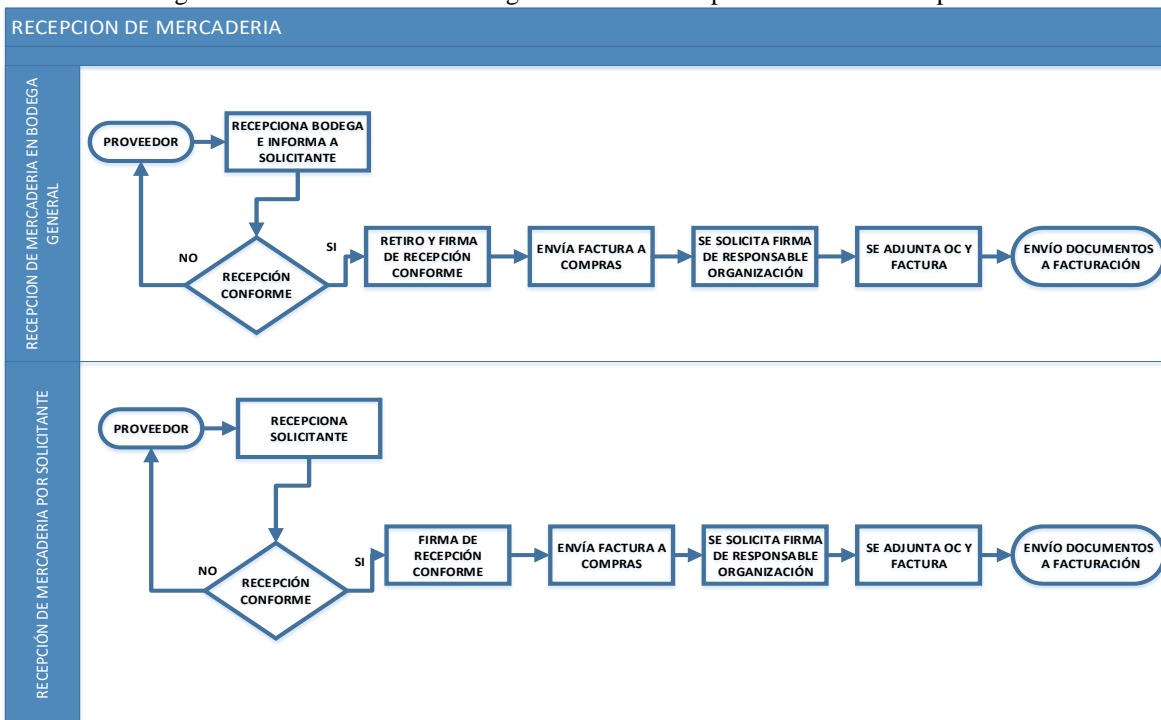 RECEPCION DE MERCADERIA
RECEPCION DE MERCADERIA EN BODEGA
GENERAL
PROVEEDOR
RECEPCIONA BODEGA
E INFORMA A
SOLICITANTE
NO
RECEPCIÓN
CONFORME
SI
RETIRO Y FIRMA
DE RECEPCIÓN
CONFORME
ENVÍA FACTURA A
COMPRAS
SE SOLICITA FIRMA
DE RESPONSABLE
ORGANIZACIÓN
SE ADJUNTA OC Y
FACTURA
ENVÍO DOCUMENTOS
A FACTURACIÓN
RECEPCIÓN DE MERCADERIA POR SOLICITANTE
PROVEEDOR
RECEPCIONA
SOLICITANTE
NO
RECEPCIÓN
CONFORME
SI
FIRMA DE
RECEPCIÓN
CONFORME
ENVÍA FACTURA A
COMPRAS
SE SOLICITA FIRMA
DE RESPONSABLE
ORGANIZACIÓN
SE ADJUNTA OC Y
FACTURA
ENVÍO DOCUMENTOS
A FACTURACIÓN